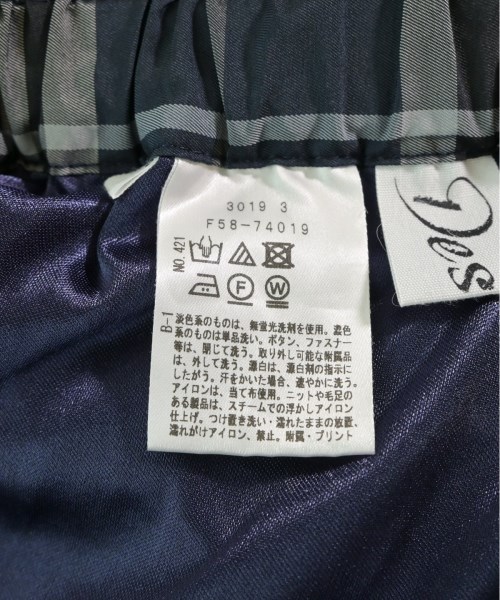 3019 3
F58-74019
NO.421
F
W
B-1
淡色系のものは、無蛍光洗剤を使用。濃色
系のものは単品洗い。ボタン、ファスナー
等は、閉じて洗う。取り外し可能な附属品
は、外して洗う。漂白は、漂白剤の指示に
したがう。汗をかいた場合、速やかに洗う。
アイロンは、当て布使用。ニットや毛足の
ある製品は、スチームでの浮かしアイロン
仕上げ。つけ置き洗い・濡れたままの放置、
濡れがけアイロン、禁止。附属・プリント